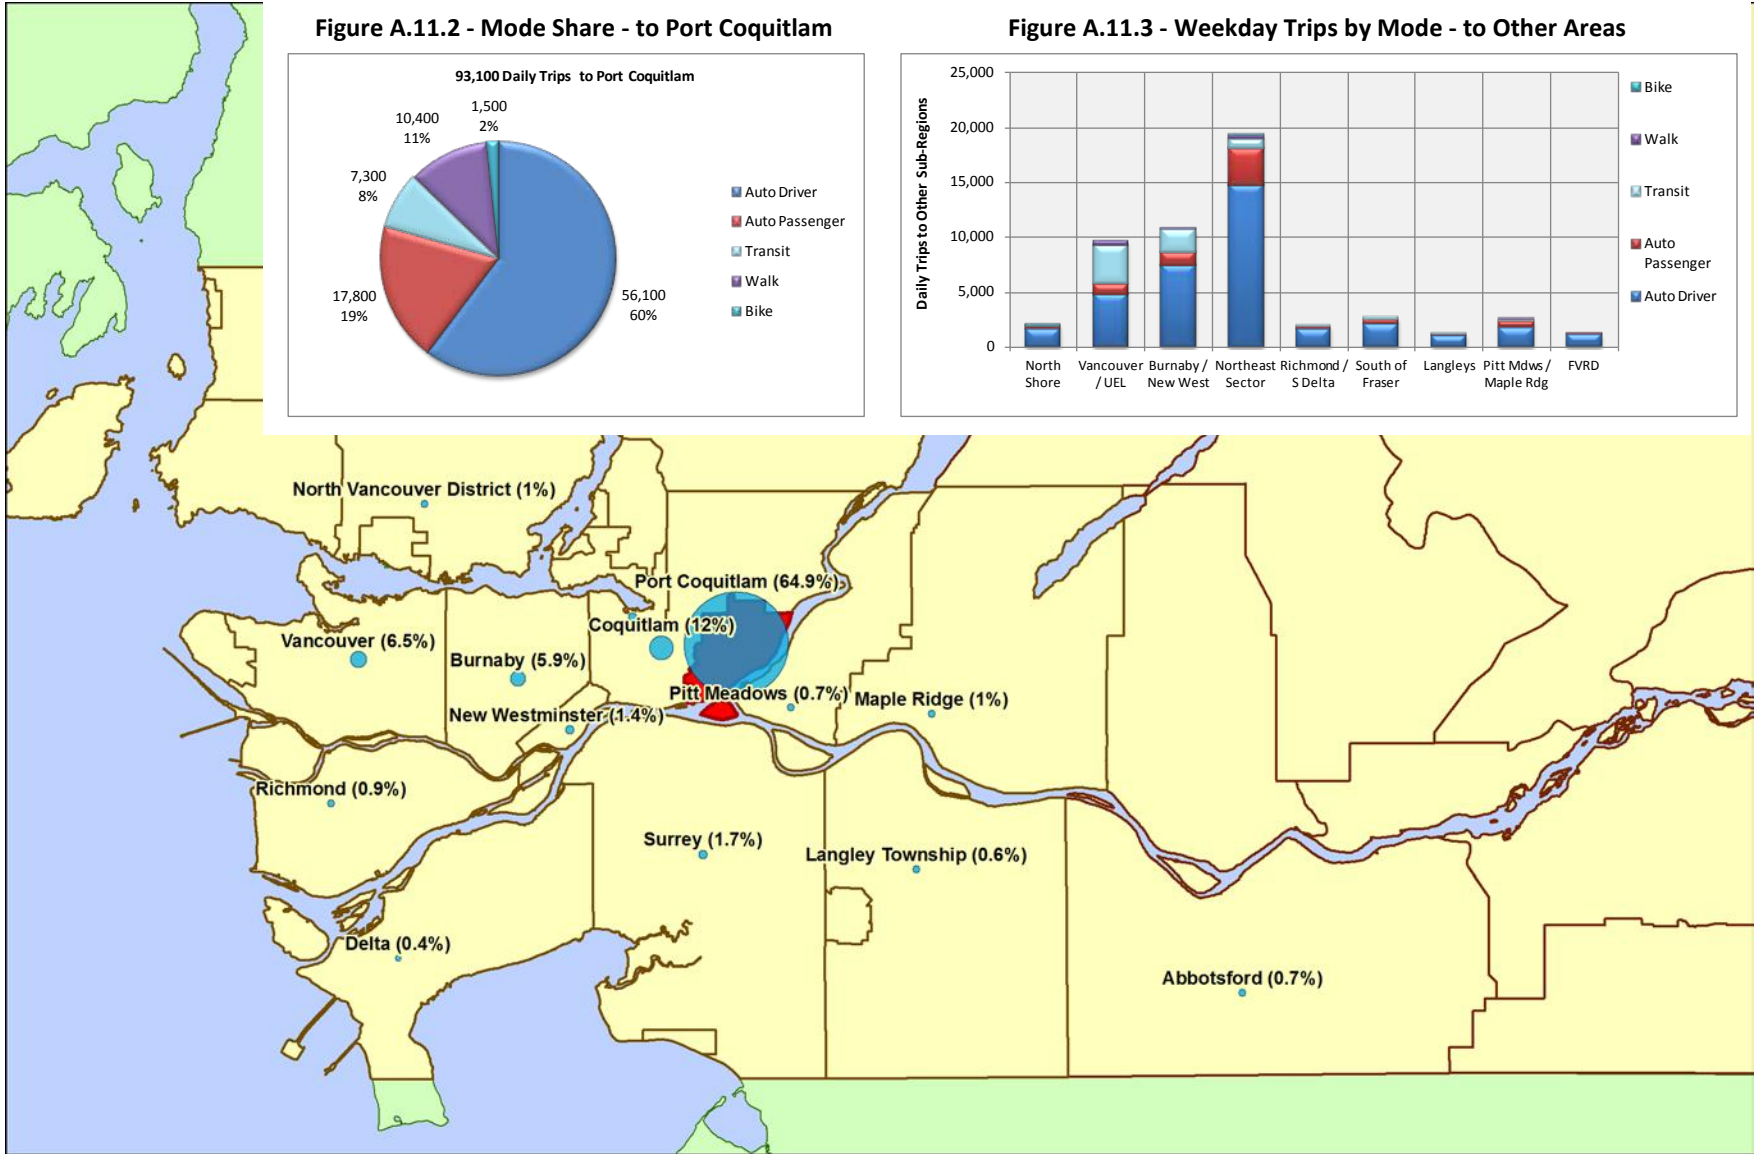 Figure A.11.2 - Mode Share - to Port Coquitlam
93,100 Daily Trips to Port Coquitlam
1,500
2%
10,400
11%
7,300
8%
17,800
19%
56,100
60%
Auto Driver
Auto Passenger
Transit
Walk
Bike
Figure A.11.3 - Weekday Trips by Mode - to Other Areas
Daily Trips to Other Sub-Regions
25,000
20,000
15,000
10,000
5,000
0
North
Shore
Vancouver
/ UEL
Burnaby /
New West
Northeast
Sector
Richmond /
S Delta
South of
Fraser
Langleys
Pitt Mdws /
Maple Rdg
FVRD
Bike
Walk
Transit
Auto
Passenger
Auto Driver
North Vancouver District (1%)
Port Coquitlam (64.9%)
Coquitlam (12%)
Vancouver (6.5%)
Burnaby (5.9%)
Pitt Meadows (0.7%)
Maple Ridge (1%)
New Westminster (1.4%)
Richmond (0.9%)
Surrey (1.7%)
Langley Township (0.6%)
Delta (0.4%)
Abbotsford (0.7%)